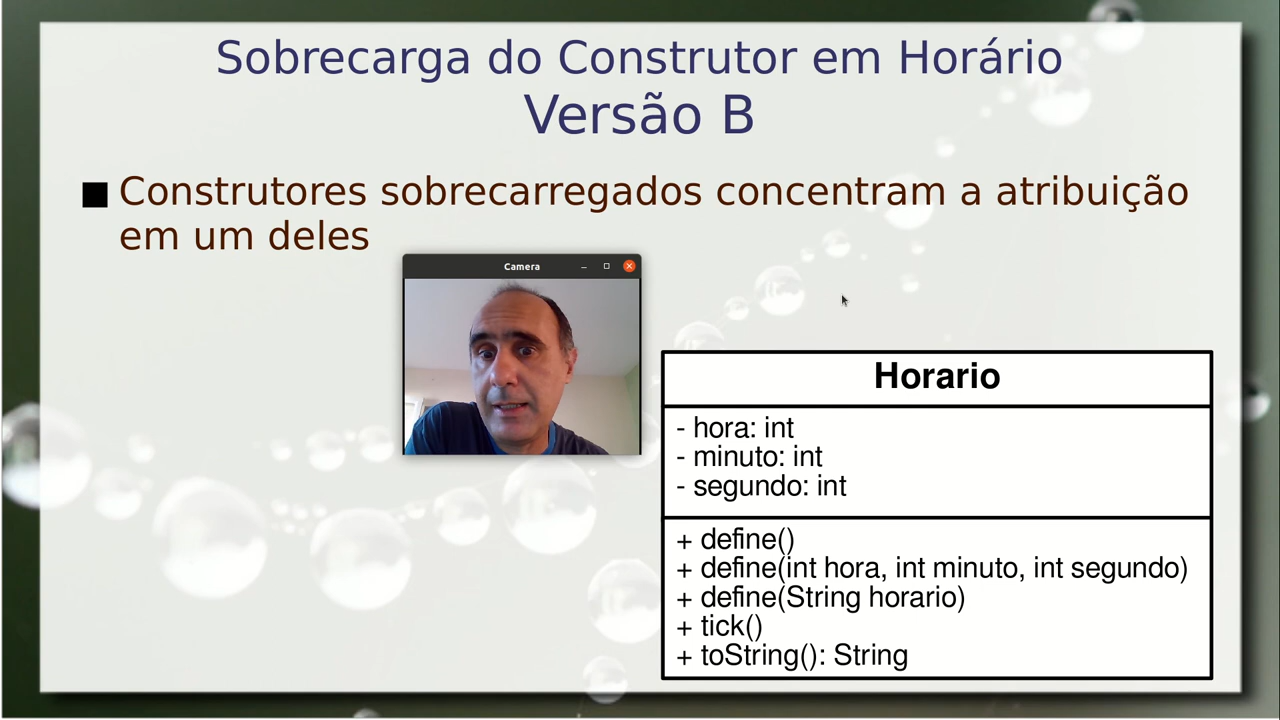 Sobrecarga do Construtor em Horário
Versão B
Construtores sobrecarregados concentram a atribuição
em um deles
Camera
Horario
- hora: int
- minuto: int
- segundo: int
+ define()
+ define(int hora, int minuto, int segundo)
+ define(String horario)
+ tick()
+ toString(): String